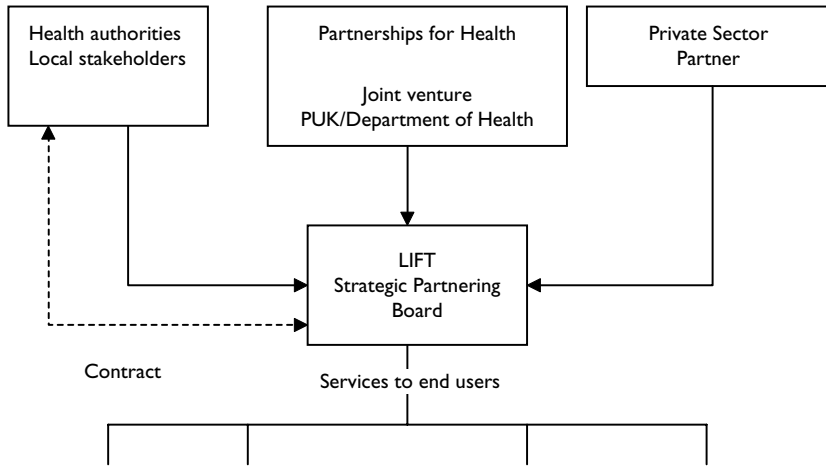 Health authorities
Local stakeholders
Partnerships for Health
Joint venture
PUK/Department of Health
Private Sector
Partner
LIFT
Strategic Partnering
Board
Contract
Services to end users